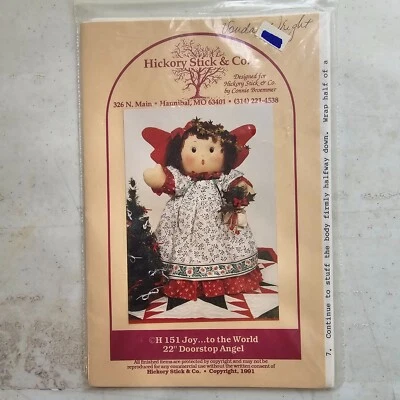 Hickory Stick & Co.
Designed for
Hickory Stick & Co.
by Connie Broemmer
326 N. Main • Hannibal, MO 63401 • (314) 221-4538
CH 151 Joy...to the World
22" Doorstop Angel
All finished items are protected by copyright and may not be
reproduced for any commercial use without the written consent of
Hickory Stick & Co. • Copyright, 1991
7. Continue to stuff the body firmly halfway down. Wrap half of a